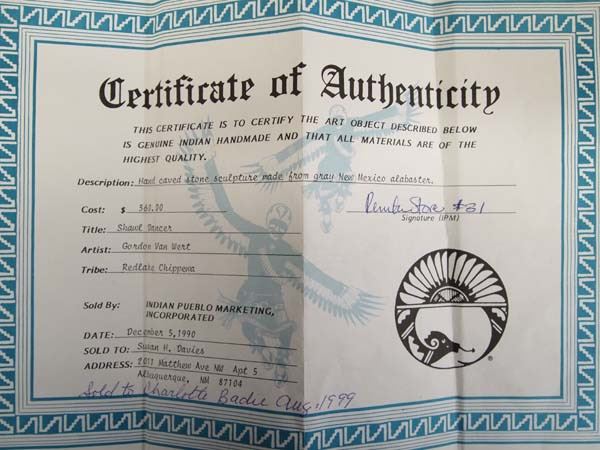 Certificate of Authenticity
THIS CERTIFICATE IS TO CERTIFY THE ART OBJECT DESCRIBED BELOW
IS GENUINE INDIAN HANDMADE AND THAT ALL MATERIALS ARE OF THE
HIGHEST QUALITY.
Description: Hand caved stone sculpture made from gray New Mexico alabaster.
Cost: $ 560.00
Store #31
Signature (IPM)
Title: Shawl Dancer
Artist: Gordon Van Wert
Tribe: Redlake Chippewa
Sold By: INDIAN PUEBLO MARKETING,
INCORPORATED
DATE: December 5,1990
SOLD TO: Susan H. Davies
ADDRESS: 2011 Matthew Ave NW Apt 5
Albuquerque, NM 87104
Sold to Charlotte Badie Aug. 1999